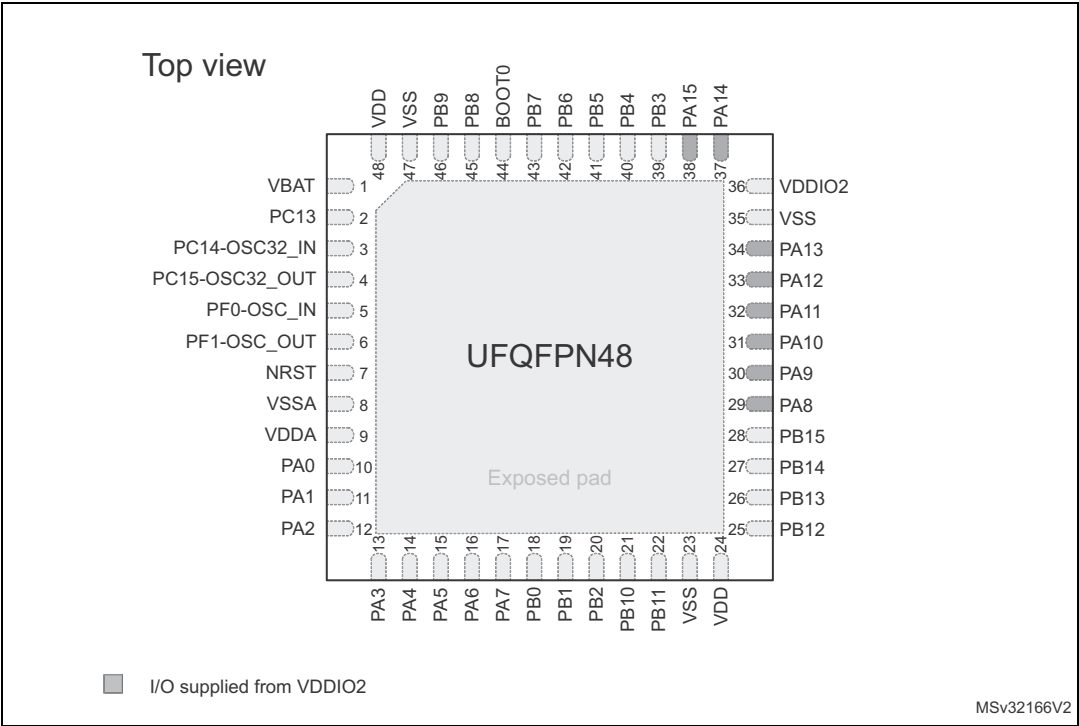 Top view
48 VDD
47 VSS
46 PB9
45 PB8
44 BOOT0
43 PB7
42 PB6
41 PB5
40 PB4
39 PB3
38 PA15
37 PA14
VBAT 1
PC13 2
PC14-OSC32_IN 3
PC15-OSC32_OUT 4
PF0-OSC_IN 5
PF1-OSC_OUT 6
NRST 7
VSSA 8
VDDA 9
PA0 10
PA1 11
PA2 12
36 VDDIO2
35 VSS
34 PA13
33 PA12
32 PA11
31 PA10
30 PA9
29 PA8
28 PB15
27 PB14
26 PB13
25 PB12
UFQFPN48
Exposed pad
PA3 13
PA4 14
PA5 15
PA6 16
PA7 17
PB0 18
PB1 19
PB2 20
PB10 21
PB11 22
VSS 23
VDD 24
I/O supplied from VDDIO2
MSv32166V2